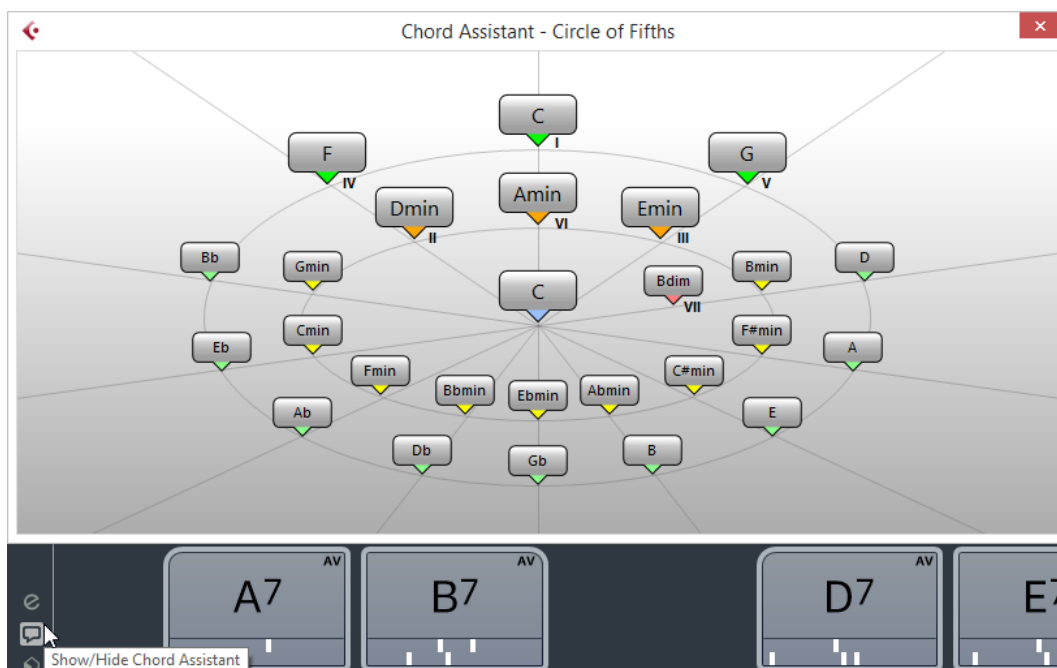 Chord Assistant - Circle of Fifths
C
I
F
IV
G
V
Amin
VI
Dmin
II
Emin
III
Bb
Gmin
Bmin
D
Bdim
VII
C
Cmin
F#min
Eb
A
Fmin
C#min
Bbmin
Ebmin
Abmin
Ab
E
Db
Gb
B
AV
A7
AV
B7
AV
D7
AV
E7
Show/Hide Chord Assistant